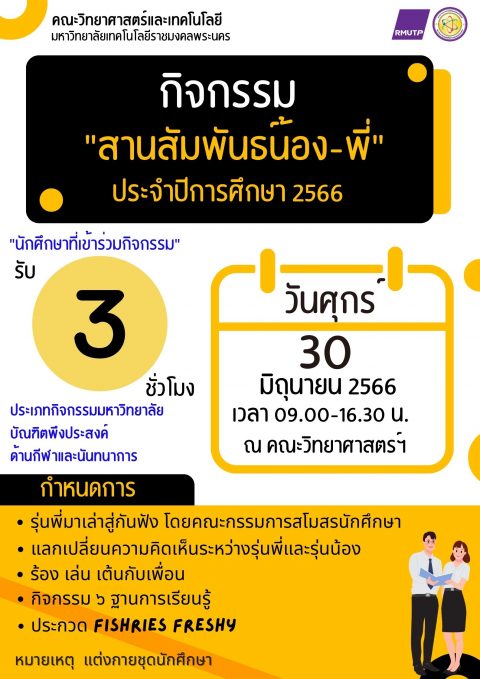 คณะวิทยาศาสตร์และเทคโนโลยี
มหาวิทยาลัยเทคโนโลยีราชมงคลพระนคร
RMUTP
กิจกรรม
"สานสัมพันธ์น้อง-พี่"
ประจำปีการศึกษา 2566
"นักศึกษาที่เข้าร่วมกิจกรรม"
รับ
3
ชั่วโมง
ประเภทกิจกรรมมหาวิทยาลัย
บัณฑิตพึงประสงค์
ด้านกีฬาและนันทนาการ
วันศุกร์
30
มิถุนายน 2566
เวลา 09.00-16.30 น.
ณ คณะวิทยาศาสตร์ฯ
กำหนดการ
• รุ่นพี่มาเล่าสู่กันฟัง โดยคณะกรรมการสโมสรนักศึกษา
• แลกเปลี่ยนความคิดเห็นระหว่างรุ่นพี่และรุ่นน้อง
• ร้อง เล่น เต้นกับเพื่อน
• กิจกรรม ๖ ฐานการเรียนรู้
• ประกวด FISHRIES FRESHY
หมายเหตุ แต่งกายชุดนักศึกษา